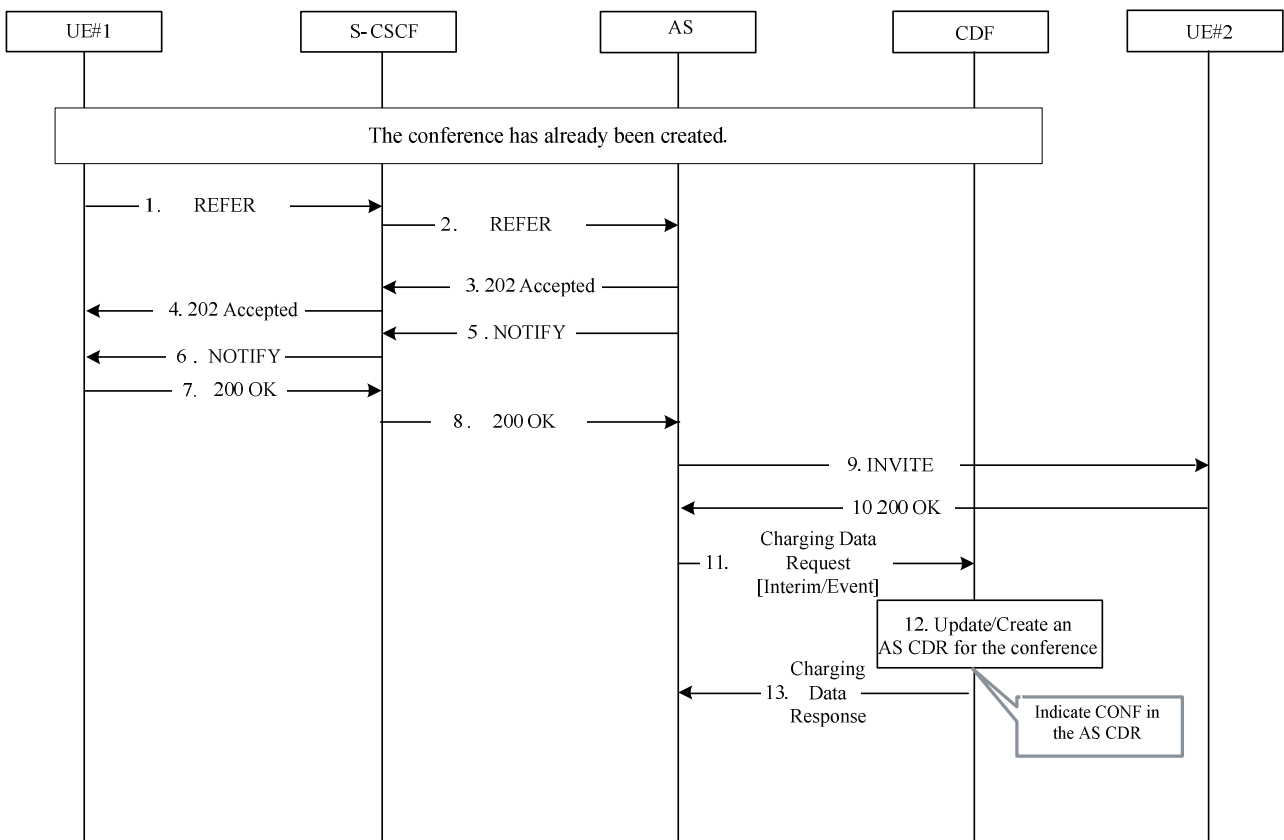 UE#1
S-CSCF
AS
CDF
UE#2
The conference has already been created.
1. REFER
2. REFER
3. 202 Accepted
4. 202 Accepted
5 . NOTIFY
6 . NOTIFY
7. 200 OK
8. 200 OK
9. INVITE
10 200 OK
Charging Data
11. Request
[Interim/Event]
12. Update/Create an
AS CDR for the conference
Charging
13. Data
Response
Indicate CONF in
the AS CDR